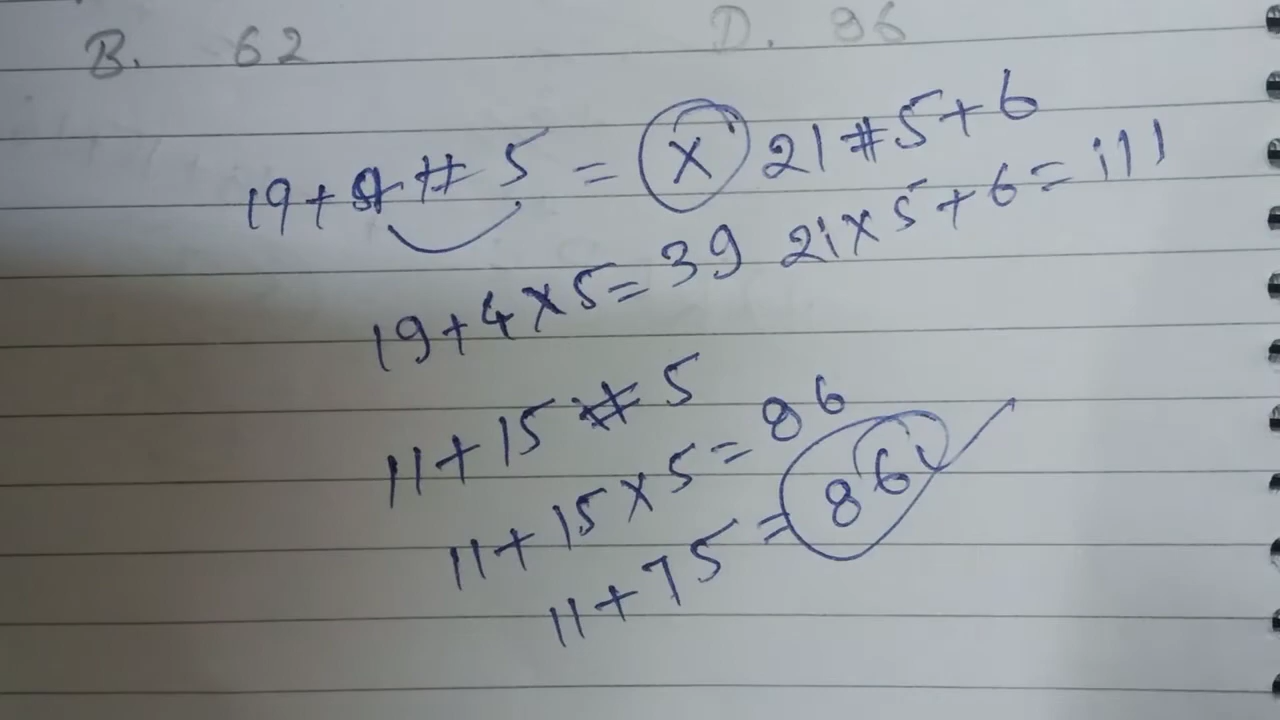 B. 62 D. 86
19+4 # 5 = × 21 # 5+6
19+4×5=39 21×5+6=111
11+15 # 5
11+15×5=86
11+75=86